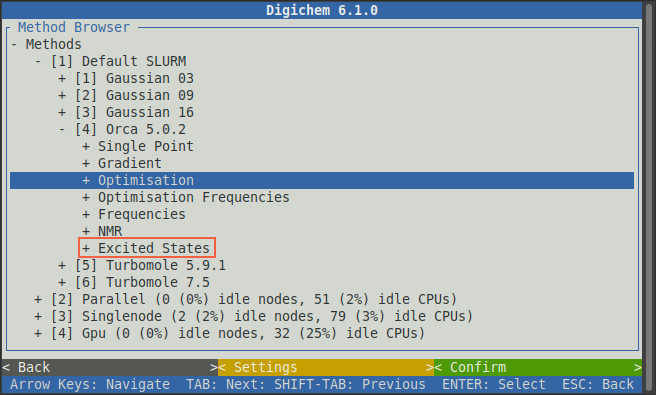 Digichem 6.1.0
Method Browser
- Methods
- [1] Default SLURM
+ [1] Gaussian 03
+ [2] Gaussian 09
+ [3] Gaussian 16
- [4] Orca 5.0.2
+ Single Point
+ Gradient
+ Optimisation
+ Optimisation Frequencies
+ Frequencies
+ NMR
+ Excited States
+ [5] Turbomole 5.9.1
+ [6] Turbomole 7.5
+ [2] Parallel (0 (0%) idle nodes, 51 (2%) idle CPUs)
+ [3] Singlenode (2 (2%) idle nodes, 79 (3%) idle CPUs)
+ [4] Gpu (0 (0%) idle nodes, 32 (25%) idle CPUs)
< Back >< Settings >< Confirm >
Arrow Keys: Navigate TAB: Next: SHIFT-TAB: Previous ENTER: Select ESC: Back